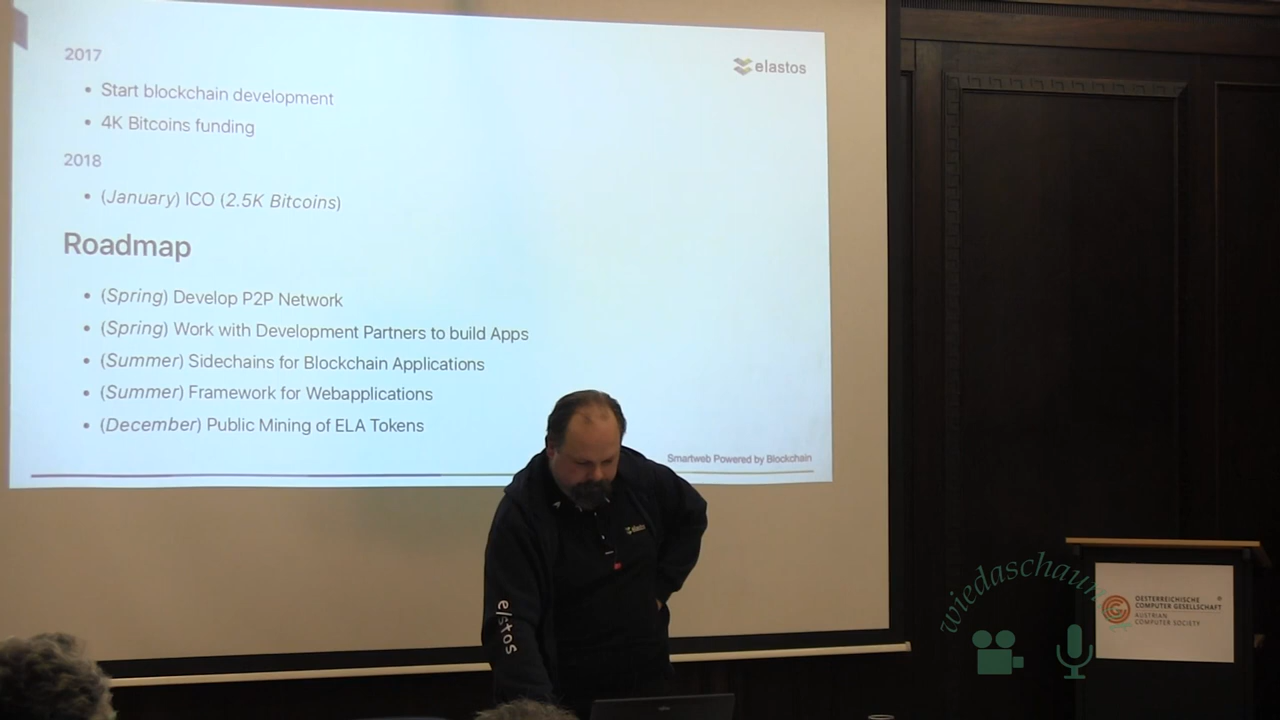 2017
elastos
• Start blockchain development
• 4K Bitcoins funding
2018
• (January) ICO (2.5K Bitcoins)
Roadmap
• (Spring) Develop P2P Network
• (Spring) Work with Development Partners to build Apps
• (Summer) Sidechains for Blockchain Applications
• (Summer) Framework for Webapplications
• (December) Public Mining of ELA Tokens
Smartweb Powered by Blockchain
elastos
elastos
OESTERREICHISCHE
COMPUTER GESELLSCHAFT
AUSTRIAN
COMPUTER SOCIETY